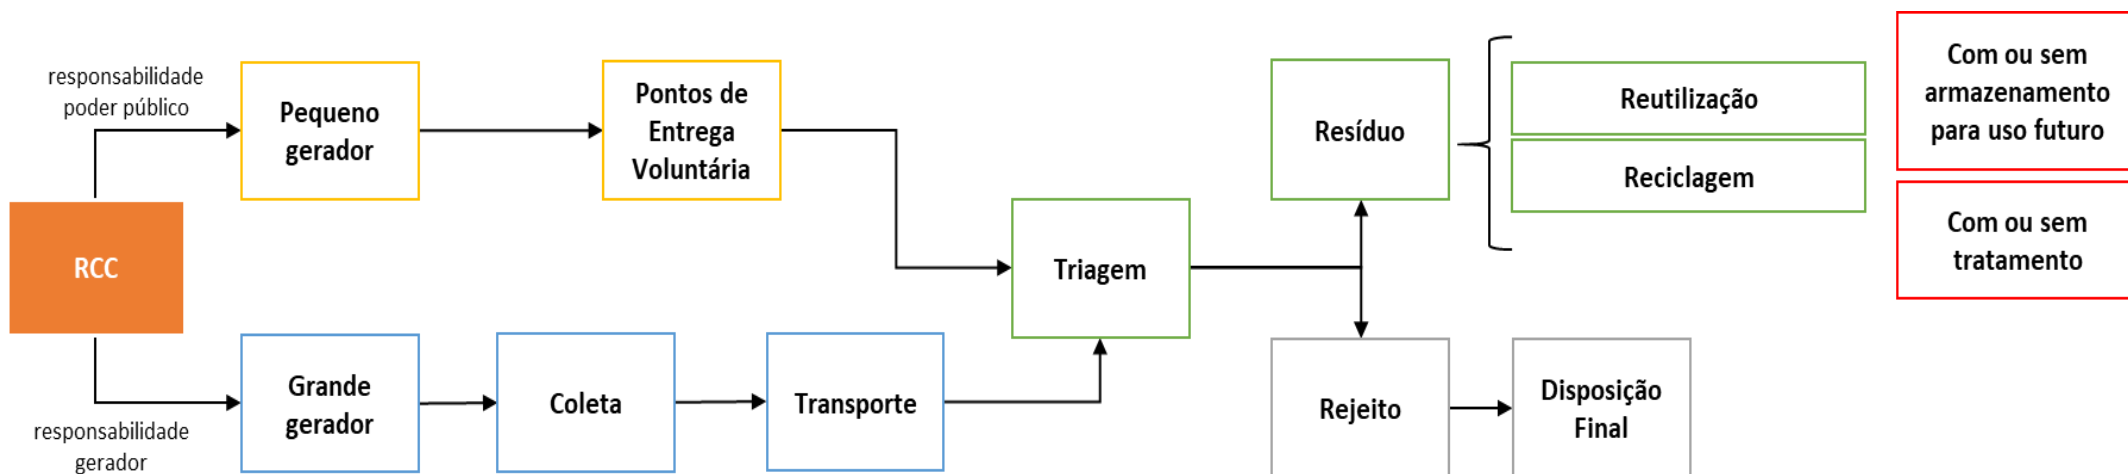 responsabilidade
poder público
Pequeno
gerador
Pontos de
Entrega
Voluntária
RCC
responsabilidade
gerador
Grande
gerador
Coleta
Transporte
Triagem
Resíduo
Reutilização
Reciclagem
Com ou sem
armazenamento
para uso futuro
Com ou sem
tratamento
Rejeito
Disposição
Final